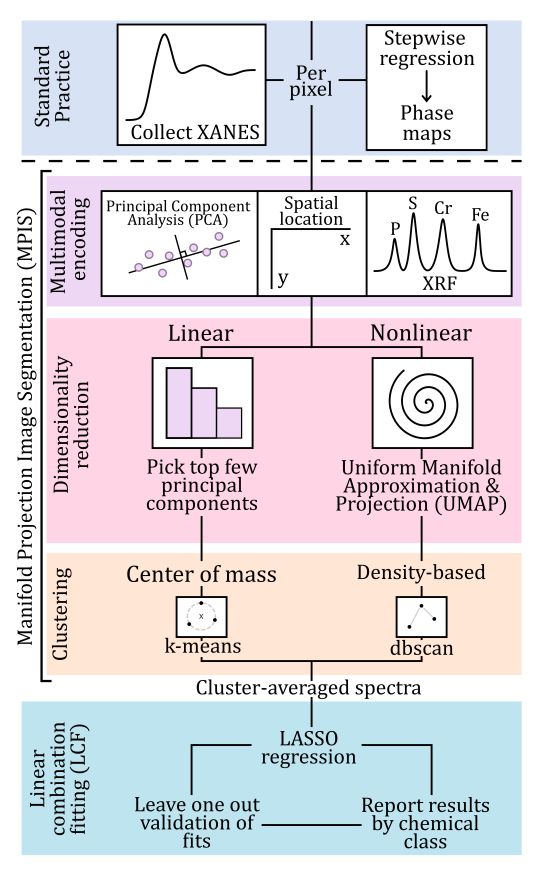 Standard
Practice
Collect XANES
Per
pixel
Stepwise
regression
Phase
maps
Manifold Projection Image Segmentation (MPIS)
Multimodal
encoding
Principal Component
Analysis (PCA)
Spatial
location
x
y
P
S
Cr
Fe
XRF
Dimensionality
reduction
Linear
Pick top few
principal
components
Nonlinear
Uniform Manifold
Approximation &
Projection (UMAP)
Clustering
Center of mass
x
k-means
Density-based
dbscan
Cluster-averaged spectra
Linear
combination
fitting (LCF)
LASSO
regression
Leave one out
validation of
fits
Report results
by chemical
class